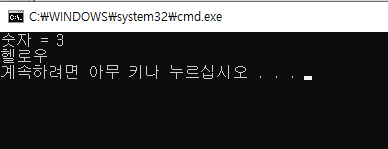 C:₩WINDOWS₩system32₩cmd.exe
숫자 = 3
헬로우
계속하려면 아무 키나 누르십시오 . . .